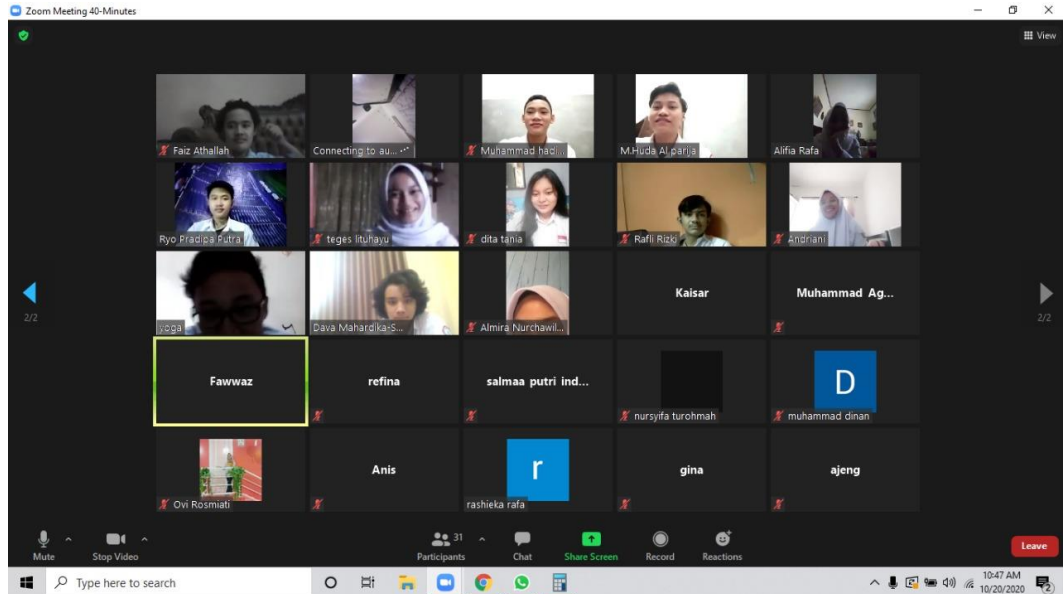 Zoom Meeting 40-Minutes
View
Faiz Athallah
Connecting to au...
Muhammad hadi...
M.Huda Al parija
Alifia Rafa
Ryo Pradipa Putra
teges lituhayu
dita tania
Rafli Rizki
Andriani
yoga
Dava Mahardika-S...
Almira Nurchawil...
Kaisar
Muhammad Ag...
2/2
2/2
Fawwaz
refina
salmaa putri ind...
nursyifa turohmah
D
muhammad dinan
Ovi Rosmiati
Anis
r
rashieka rafa
gina
ajeng
Mute
Stop Video
31
Participants
Chat
Share Screen
Record
Reactions
Leave
Type here to search
10:47 AM
10/20/2020
2